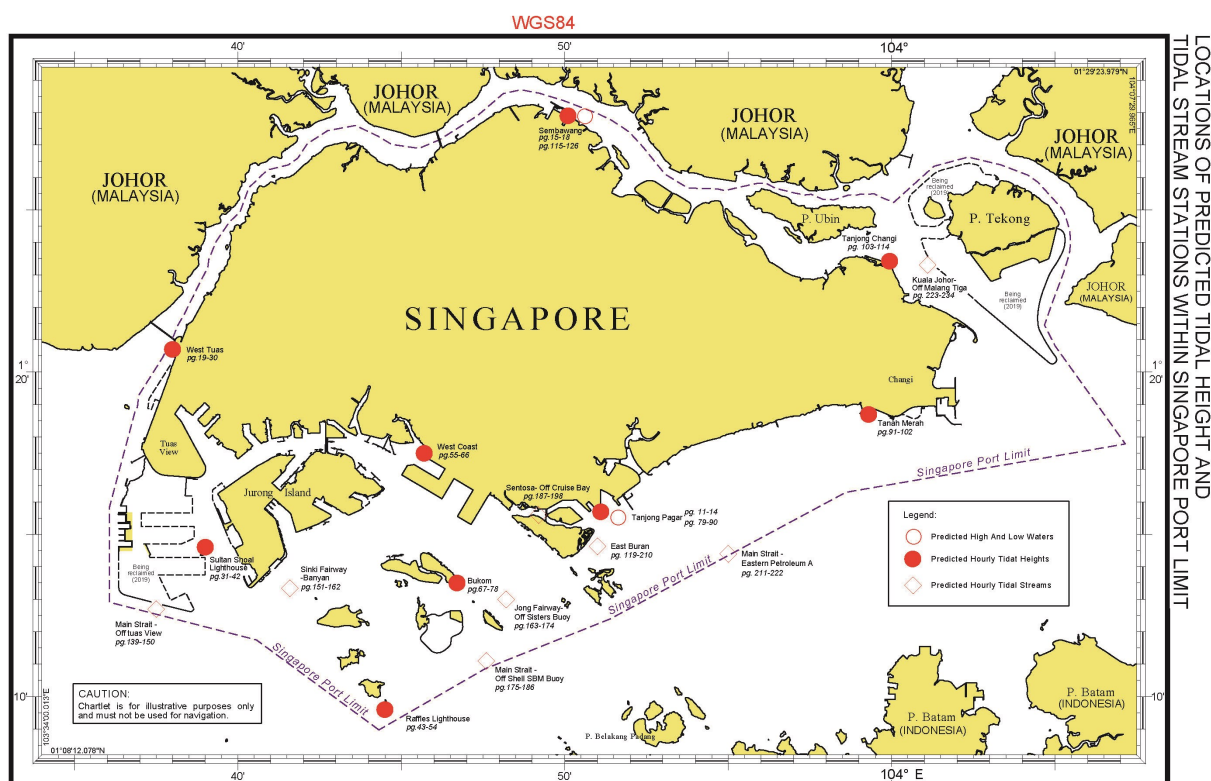 WGS84
LOCATIONS OF PREDICTED TIDAL HEIGHT AND
TIDAL STREAM STATIONS WITHIN SINGAPORE PORT LIMIT
40'
50'
104°
01°29'23.979"N
104°07'29.965"E
JOHOR
(MALAYSIA)
JOHOR
(MALAYSIA)
JOHOR
(MALAYSIA)
JOHOR
(MALAYSIA)
Sembawang
pg.15-18
pg.115-126
Being
reclaimed
(2019)
P. Ubin
P. Tekong
Tanjong Changi
pg. 103-114
Kuala Johor-
Off Malang Tiga
pg. 223-234
Being
reclaimed
(2019)
JOHOR
(MALAYSIA)
SINGAPORE
West Tuas
pg.19-30
1°
20'
1°
20'
Changi
Tanah Merah
pg.91-102
West Coast
pg.55-66
Tuas
View
Singapore Port Limit
Jurong Island
Sentosa- Off Cruise Bay
pg.187-198
Tanjong Pagar
pg. 11-14
pg. 79-90
East Buran
pg. 119-210
Main Strait -
Eastern Petroleum A
pg. 211-222
Legend:
Predicted High And Low Waters
Predicted Hourly Tidal Heights
Predicted Hourly Tidal Streams
Sultan Shoal
Lighthouse
pg.31-42
Being
reclaimed
(2019)
Sinki Fairway
-Banyan
pg.151-162
Bukom
pg.67-78
Jong Fairway-
Off Sisters Buoy
pg.163-174
Singapore Port Limit
Main Strait -
Off tuas View
pg.139-150
Singapore Port Limit
Main Strait -
Off Shell SBM Buoy
pg.175-186
10'
10'
CAUTION:
Chartlet is for illustrative purposes only
and must not be used for navigation.
Raffles Lighthouse
pg.43-54
P. Belakang Padang
P. Batam
(INDONESIA)
P. Batam
(INDONESIA)
103°34'00.013"E
01°08'12.078"N
40'
50'
104° E